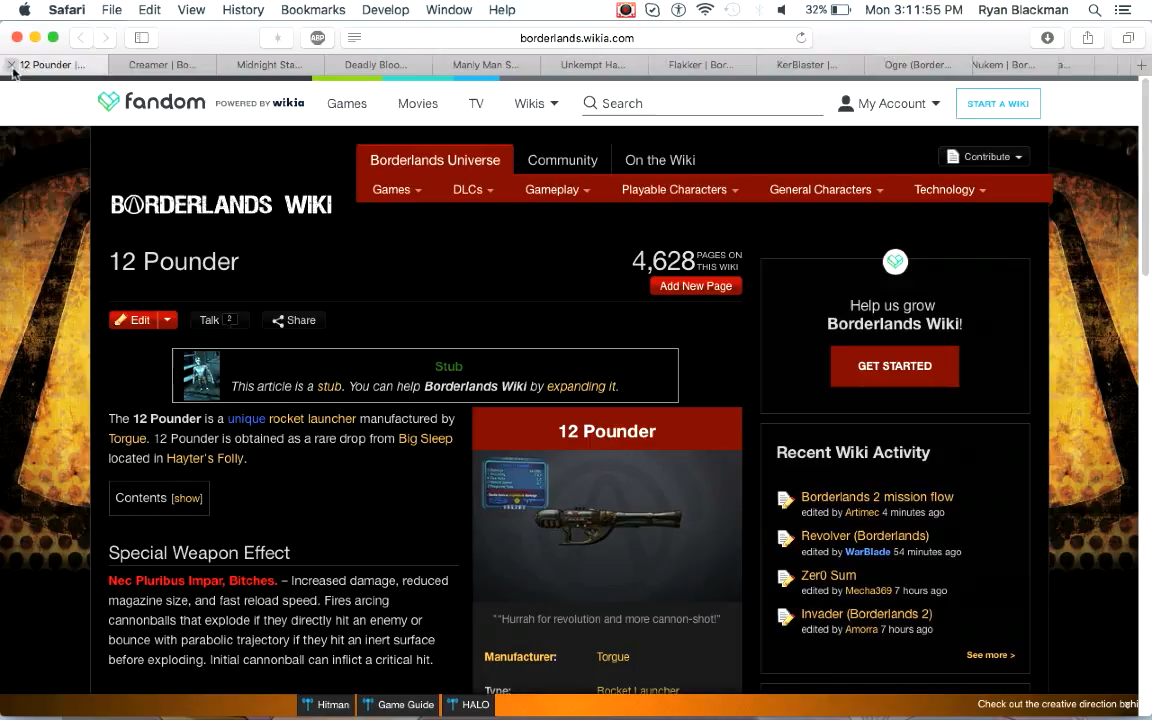 Safari File Edit View History Bookmarks Develop Window Help 32% Mon 3:11:55 PM Ryan Blackman
ABP borderlands.wikia.com
12 Pounder |... Creamer | Bo... Midnight Sta... Deadly Bloo... Manly Man S... Unkempt Ha... Flakker | Bor... KerBlaster |... Ogre (Border... Nukem | Bor...
fandom POWERED BY wikia Games Movies TV Wikis Search My Account START A WIKI
Borderlands Universe Community On the Wiki Contribute
Games DLCs Gameplay Playable Characters General Characters Technology
BORDERLANDS WIKI
12 Pounder
4,628 PAGES ON THIS WIKI
Add New Page
Edit Talk 2 Share
Help us grow
Borderlands Wiki!
GET STARTED
Stub
This article is a stub. You can help Borderlands Wiki by expanding it.
The 12 Pounder is a unique rocket launcher manufactured by
Torgue. 12 Pounder is obtained as a rare drop from Big Sleep
located in Hayter's Folly.
Contents [show]
Special Weapon Effect
Nec Pluribus Impar, Bitches. – Increased damage, reduced
magazine size, and fast reload speed. Fires arcing
cannonballs that explode if they directly hit an enemy or
bounce with parabolic trajectory if they hit an inert surface
before exploding. Initial cannonball can inflict a critical hit.
12 Pounder
""Hurrah for revolution and more cannon-shot!"
Manufacturer: Torgue
Type: Rocket Launcher
Recent Wiki Activity
Borderlands 2 mission flow
edited by Artimec 4 minutes ago
Revolver (Borderlands)
edited by WarBlade 54 minutes ago
Zer0 Sum
edited by Mecha369 7 hours ago
Invader (Borderlands 2)
edited by Amorra 7 hours ago
See more >
Hitman Game Guide HALO Check out the creative direction